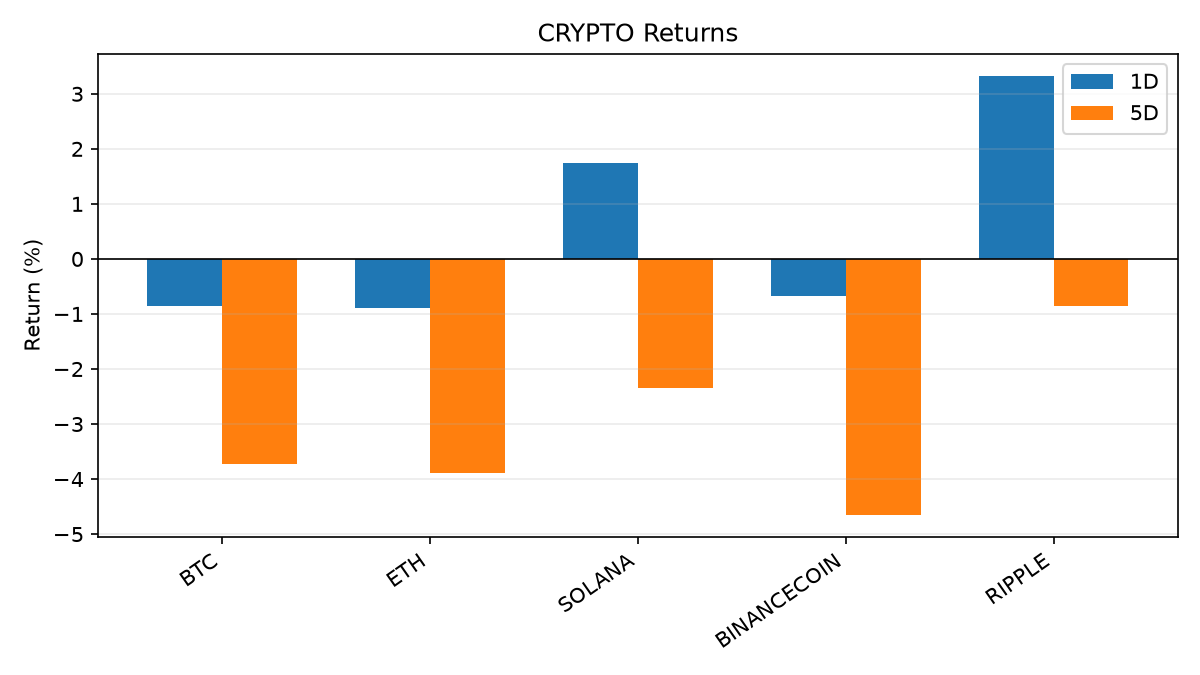 CRYPTO Returns
1D
5D
Return (%)
3
2
1
0
−1
−2
−3
−4
−5
BTC
ETH
SOLANA
BINANCECOIN
RIPPLE